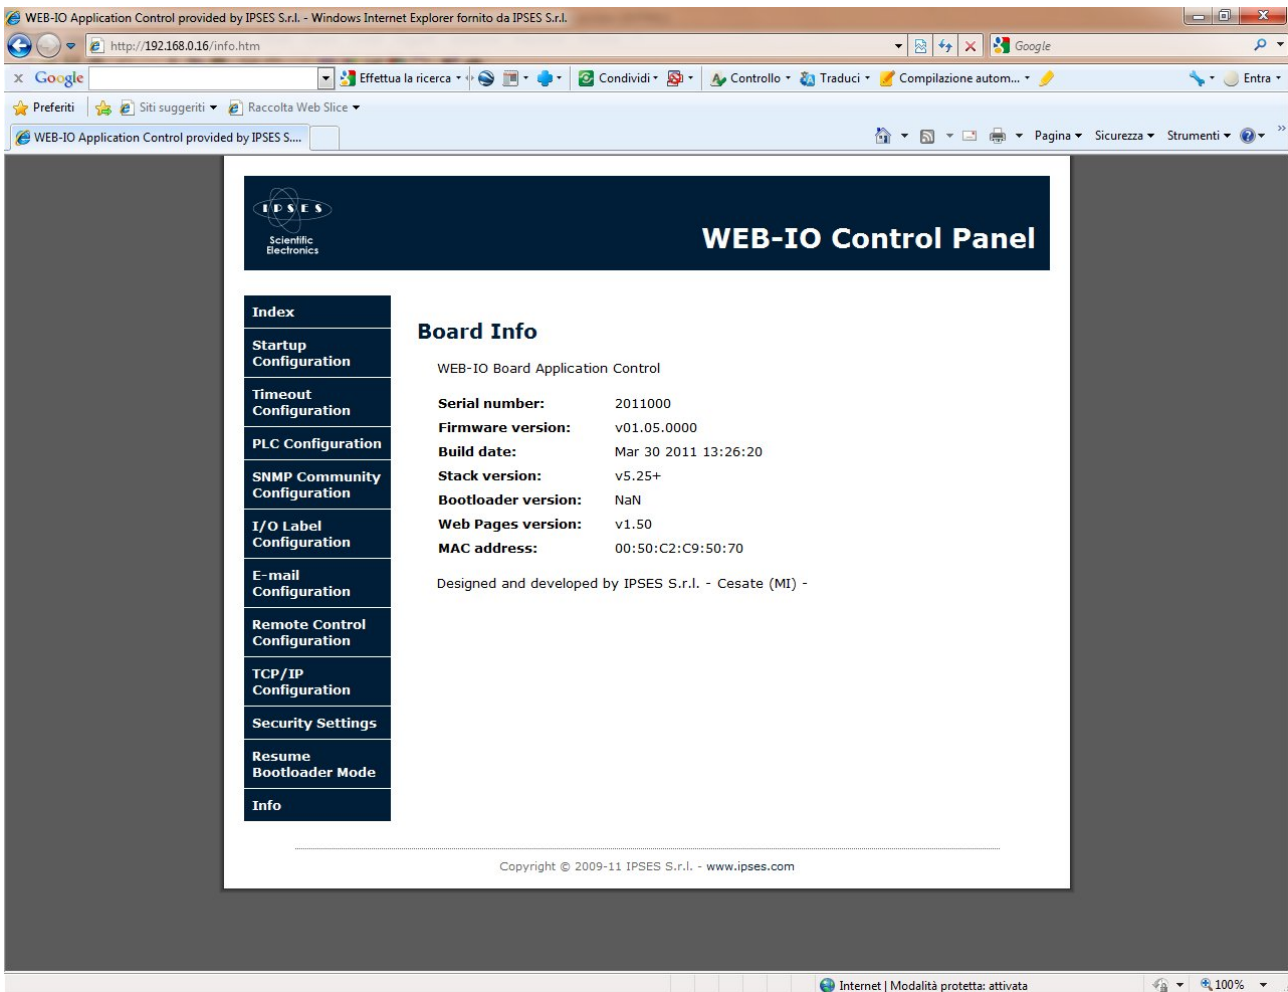 WEB-IO Application Control provided by IPSES S.r.l. - Windows Internet Explorer fornito da IPSES S.r.l.
http://192.168.0.16/info.htm
Google
x Google
Effettua la ricerca
Condividi
Controllo
Traduci
Compilazione autom...
Entra
Preferiti
Siti suggeriti
Raccolta Web Slice
WEB-IO Application Control provided by IPSES S....
Pagina
Sicurezza
Strumenti
IPSES
Scientific
Electronics
WEB-IO Control Panel
Index
Startup
Configuration
Timeout
Configuration
PLC Configuration
SNMP Community
Configuration
I/O Label
Configuration
E-mail
Configuration
Remote Control
Configuration
TCP/IP
Configuration
Security Settings
Resume
Bootloader Mode
Info
Board Info
WEB-IO Board Application Control
Serial number: 2011000
Firmware version: v01.05.0000
Build date: Mar 30 2011 13:26:20
Stack version: v5.25+
Bootloader version: NaN
Web Pages version: v1.50
MAC address: 00:50:C2:C9:50:70
Designed and developed by IPSES S.r.l. - Cesate (MI) -
Copyright © 2009-11 IPSES S.r.l. - www.ipses.com
Internet | Modalità protetta: attivata
100%